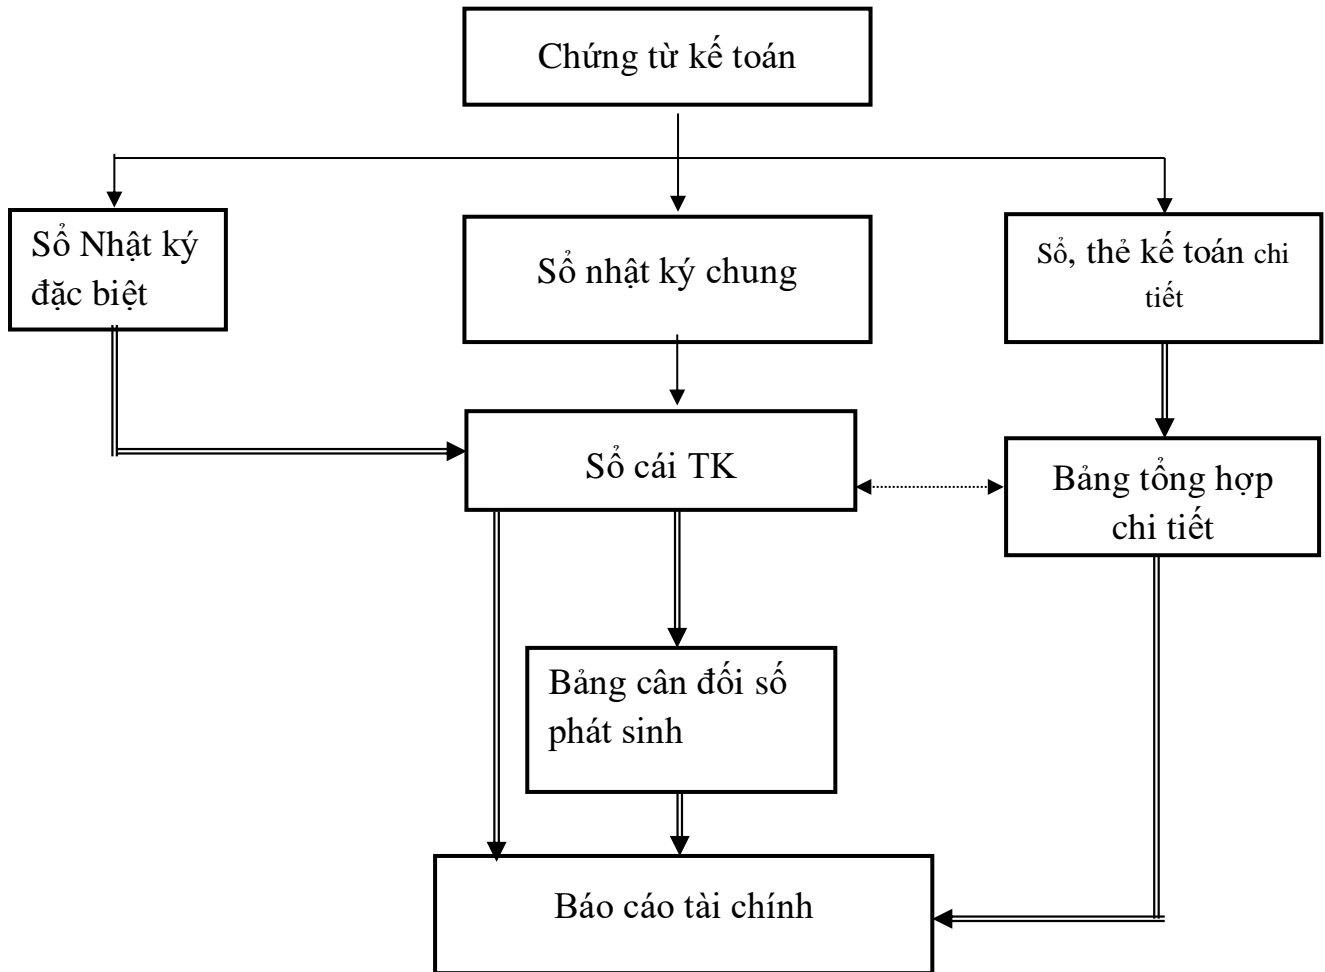 Chứng từ kế toán
Sổ Nhật ký
đặc biệt
Sổ nhật ký chung
Sổ, thẻ kế toán chi
tiết
Sổ cái TK
Bảng tổng hợp
chi tiết
Bảng cân đối số
phát sinh
Báo cáo tài chính